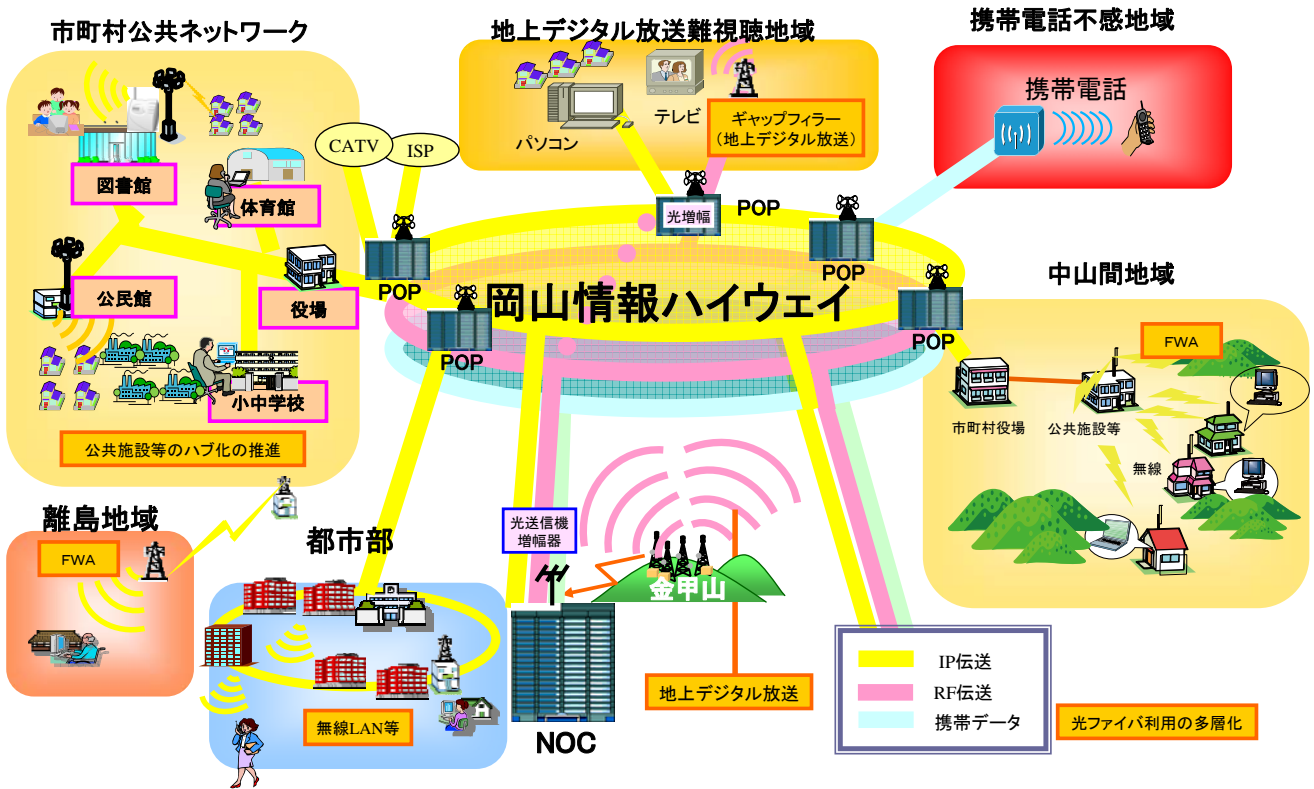 市町村公共ネットワーク
図書館
体育館
公民館
役場
小中学校
公共施設等のハブ化の推進
CATV
ISP
地上デジタル放送難視聴地域
パソコン
テレビ
ギャップフィラー
(地上デジタル放送)
携帯電話不感地域
携帯電話
光増幅
POP
POP
POP
POP
POP
岡山情報ハイウェイ
中山間地域
FWA
市町村役場
公共施設等
無線
離島地域
FWA
都市部
無線LAN等
光送信機
増幅器
NOC
金甲山
地上デジタル放送
IP伝送
RF伝送
携帯データ
光ファイバ利用の多層化